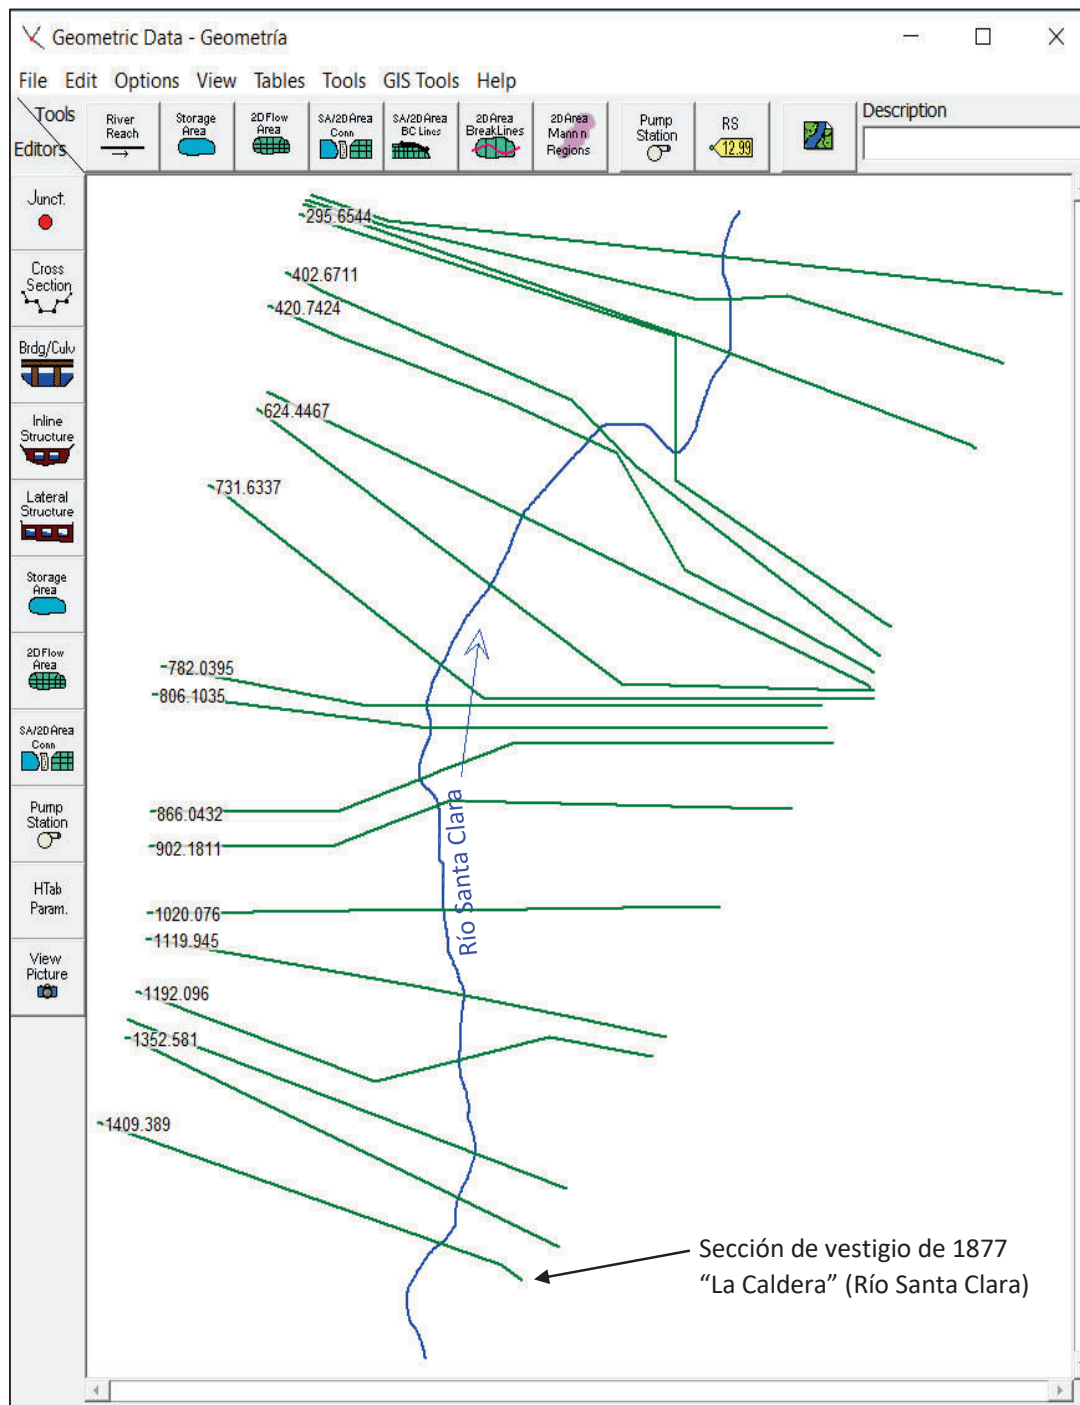 Geometric Data - Geometría
File Edit Options View Tables Tools GIS Tools Help
Tools
Editors
River
Reach
Storage
Area
2D Flow
Area
SA/2D Area
Conn
SA/2D Area
BC Lines
2D Area
BreakLines
2D Area
Mann n
Regions
Pump
Station
RS
12.99
Description
Junct.
Cross
Section
Brdg/Culv
Inline
Structure
Lateral
Structure
Storage
Area
2D Flow
Area
SA/2D Area
Conn
Pump
Station
HTab
Param.
View
Picture
295.6544
402.6711
420.7424
624.4467
731.6337
782.0395
806.1035
866.0432
902.1811
1020.076
1119.945
1192.096
1352.581
1409.389
Río Santa Clara
Sección de vestigio de 1877
“La Caldera” (Río Santa Clara)